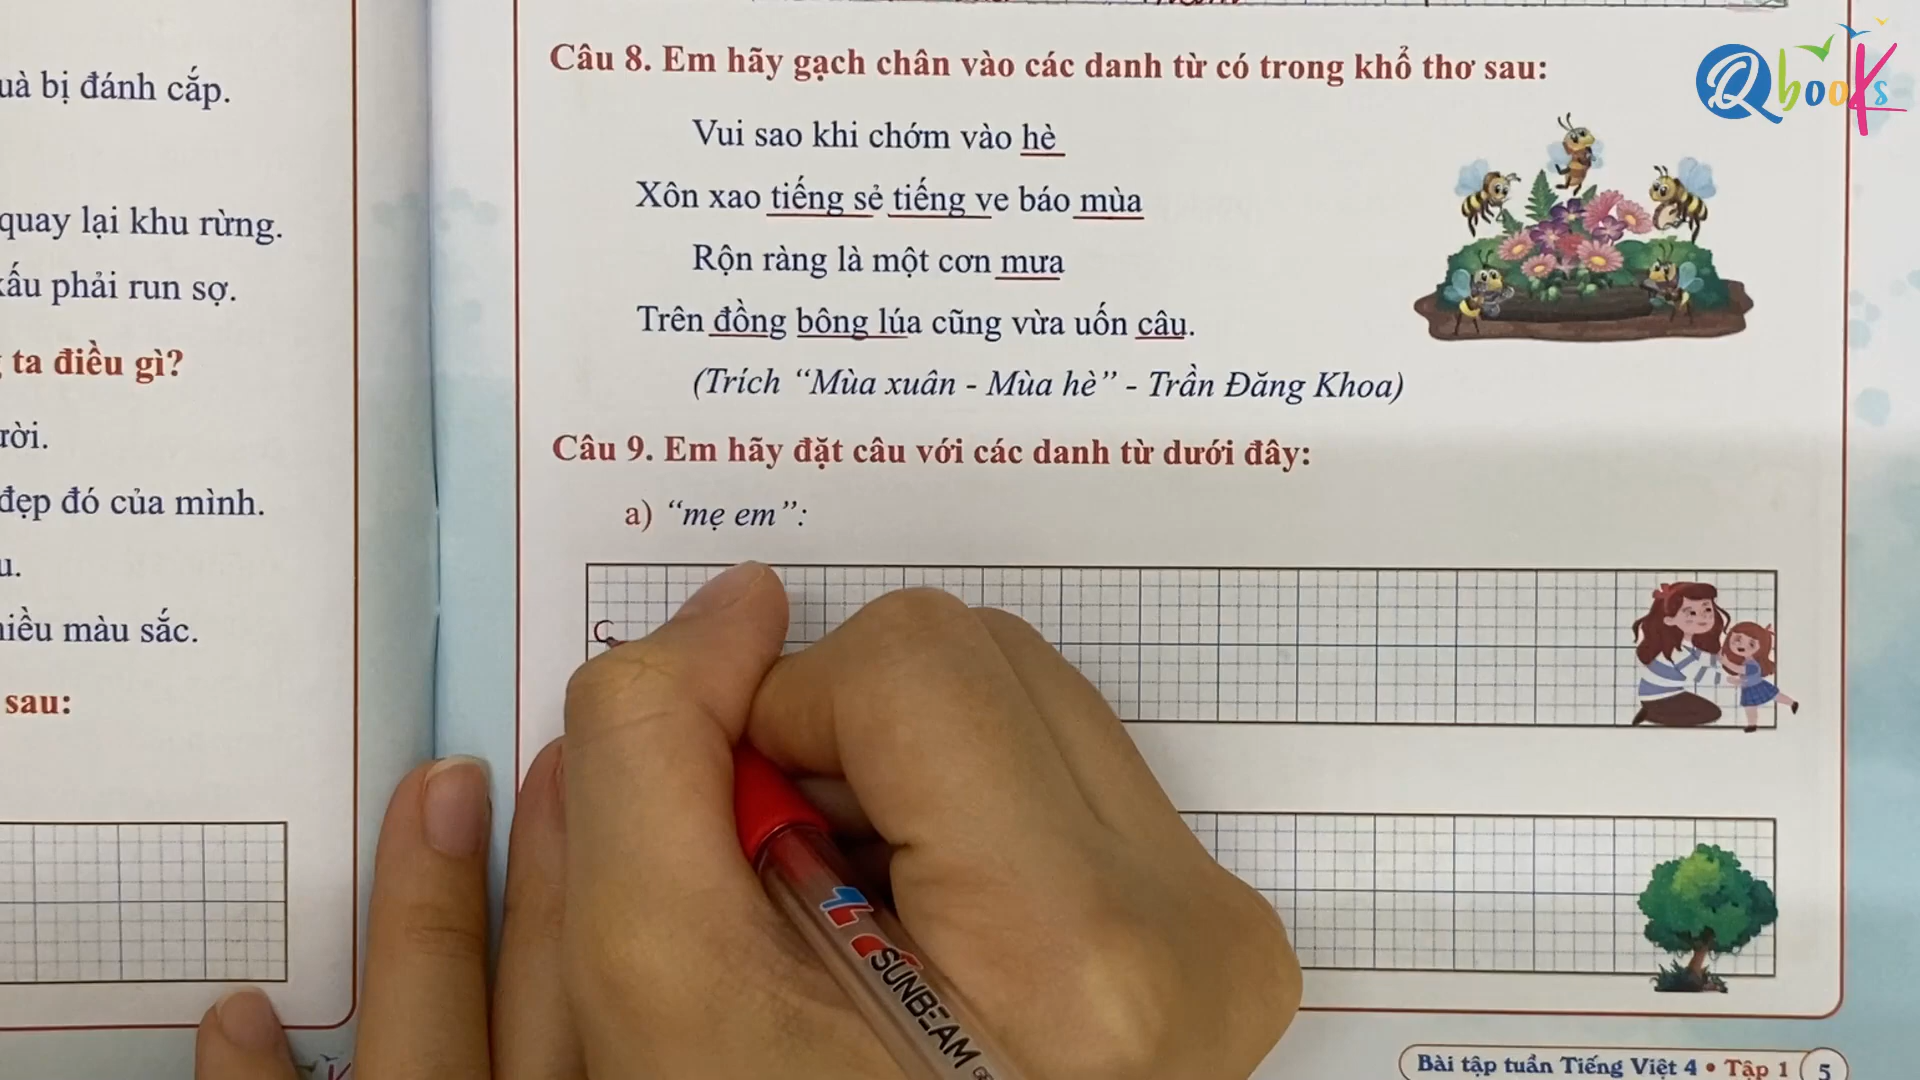 uà bị đánh cắp.
quay lại khu rừng.
ấu phải run sợ.
ta điều gì?
rời.
đẹp đó của mình.
u.
iều màu sắc.
sau:
Câu 8. Em hãy gạch chân vào các danh từ có trong khổ thơ sau:
Vui sao khi chớm vào hè
Xôn xao tiếng sẻ tiếng ve báo mùa
Rộn ràng là một cơn mưa
Trên đồng bông lúa cũng vừa uốn câu.
(Trích “Mùa xuân - Mùa hè” - Trần Đăng Khoa)
Câu 9. Em hãy đặt câu với các danh từ dưới đây:
a) “mẹ em”:
SUNBEAM
Qbooks
Bài tập tuần Tiếng Việt 4 • Tập 1 5